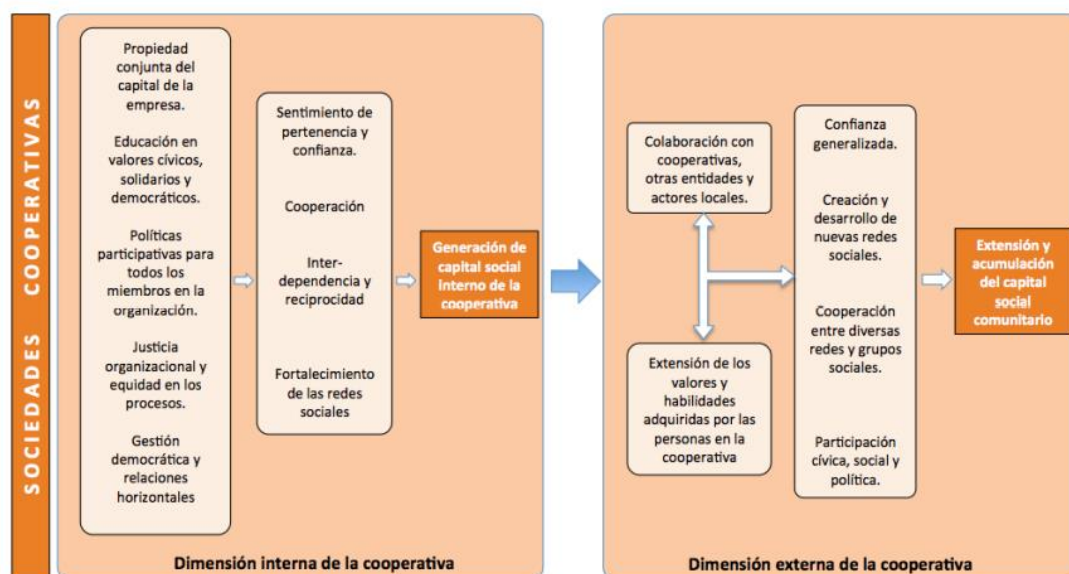 SOCIEDADES COOPERATIVAS
Propiedad
conjunta del
capital de la
empresa.
Educación en
valores cívicos,
solidarios y
democráticos.
Políticas
participativas para
todos los
miembros en la
organización.
Justicia
organizacional y
equidad en los
procesos.
Gestión
democrática y
relaciones
horizontales
Sentimiento de
pertenencia y
confianza.
Cooperación
Inter-
dependencia y
reciprocidad
Fortalecimiento
de las redes
sociales
Generación de
capital social
interno de la
cooperativa
Dimensión interna de la cooperativa
Colaboración con
cooperativas,
otras entidades y
actores locales.
Extensión de los
valores y
habilidades
adquiridas por las
personas en la
cooperativa
Confianza
generalizada.
Creación y
desarrollo de
nuevas redes
sociales.
Cooperación
entre diversas
redes y grupos
sociales.
Participación
cívica, social y
política.
Extensión y
acumulación
del capital
social
comunitario
Dimensión externa de la cooperativa